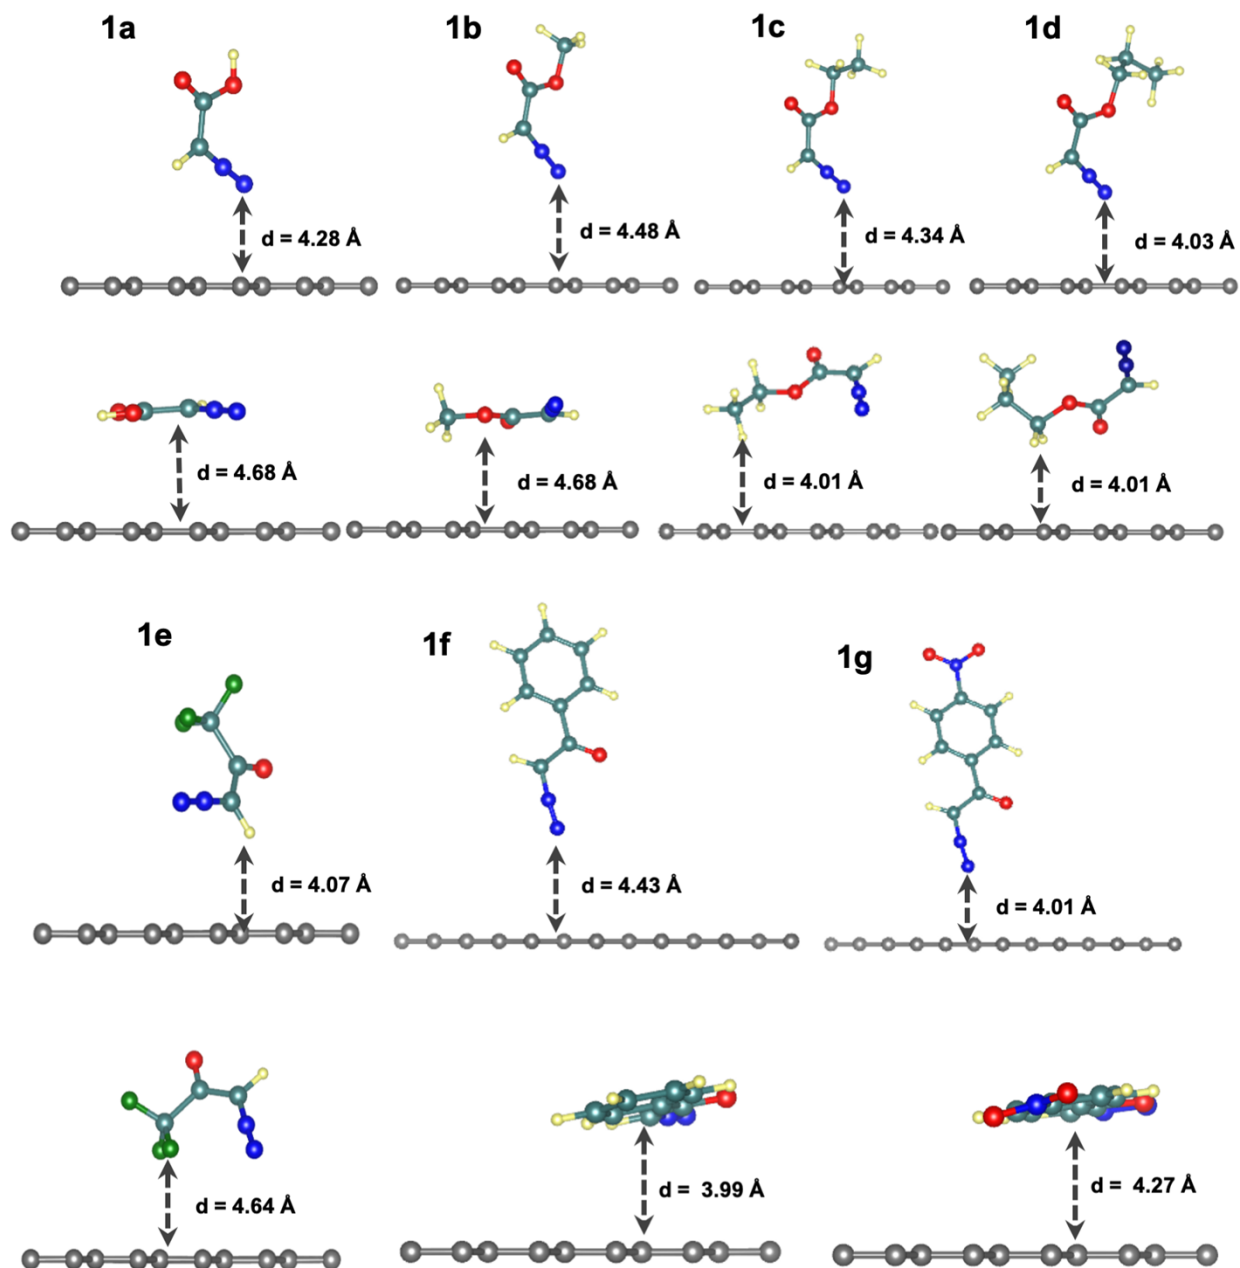 1a
1b
1c
1d
d = 4.28 Å
d = 4.48 Å
d = 4.34 Å
d = 4.03 Å
d = 4.68 Å
d = 4.68 Å
d = 4.01 Å
d = 4.01 Å
1e
1f
1g
d = 4.07 Å
d = 4.43 Å
d = 4.01 Å
d = 4.64 Å
d = 3.99 Å
d = 4.27 Å